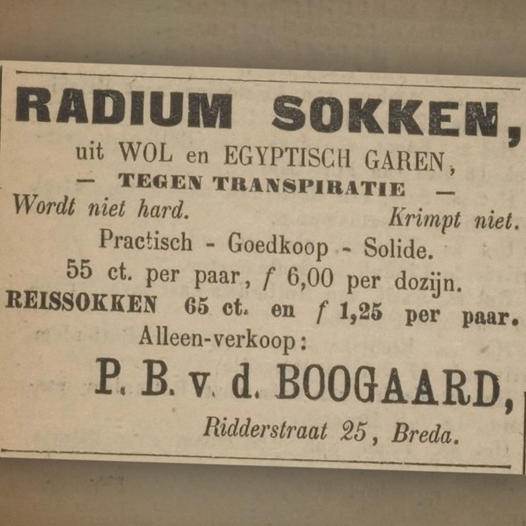 RADIUM SOKKEN,
uit WOL en EGYPTISCH GAREN,
— TEGEN TRANSPIRATIE —
Wordt niet hard. Krimpt niet.
Practisch - Goedkoop - Solide.
55 ct. per paar, f 6,00 per dozijn.
REISSOKKEN 65 ct. en f 1,25 per paar.
Alleen-verkoop:
P. B. v. d. BOOGAARD,
Ridderstraat 25, Breda.